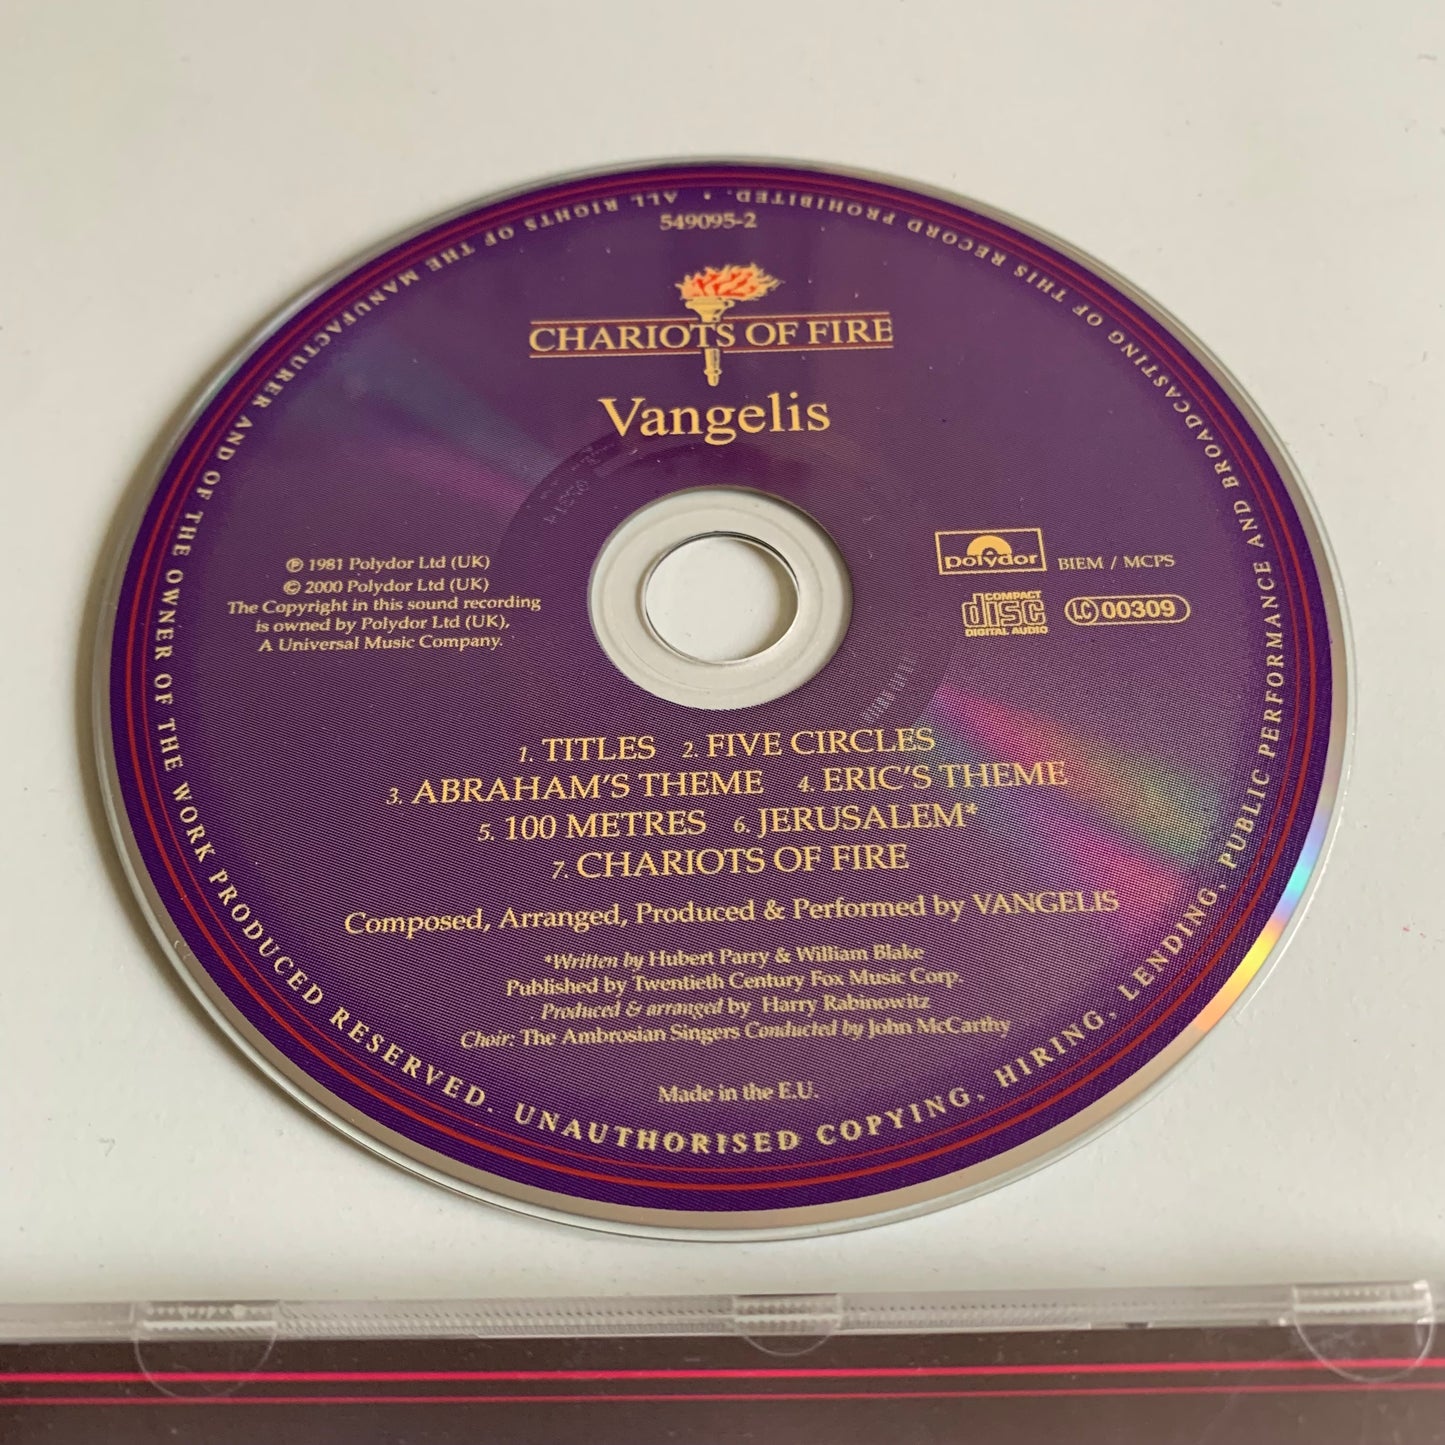 549095-2
CHARIOTS OF FIRE
Vangelis
℗ 1981 Polydor Ltd (UK)
© 2000 Polydor Ltd (UK)
The Copyright in this sound recording
is owned by Polydor Ltd (UK),
A Universal Music Company.
polydor BIEM / MCPS
COMPACT
disc
DIGITAL AUDIO
LC 00309
1. TITLES 2. FIVE CIRCLES
3. ABRAHAM'S THEME 4. ERIC'S THEME
5. 100 METRES 6. JERUSALEM*
7. CHARIOTS OF FIRE
Composed, Arranged, Produced & Performed by VANGELIS
*Written by Hubert Parry & William Blake
Published by Twentieth Century Fox Music Corp.
Produced & arranged by Harry Rabinowitz
Choir: The Ambrosian Singers Conducted by John McCarthy
Made in the E.U.
ALL RIGHTS OF THE MANUFACTURER AND OF THE OWNER OF THE WORK PRODUCED RESERVED. UNAUTHORISED COPYING, HIRING, LENDING, PUBLIC PERFORMANCE AND BROADCASTING OF THIS RECORD PROHIBITED. •